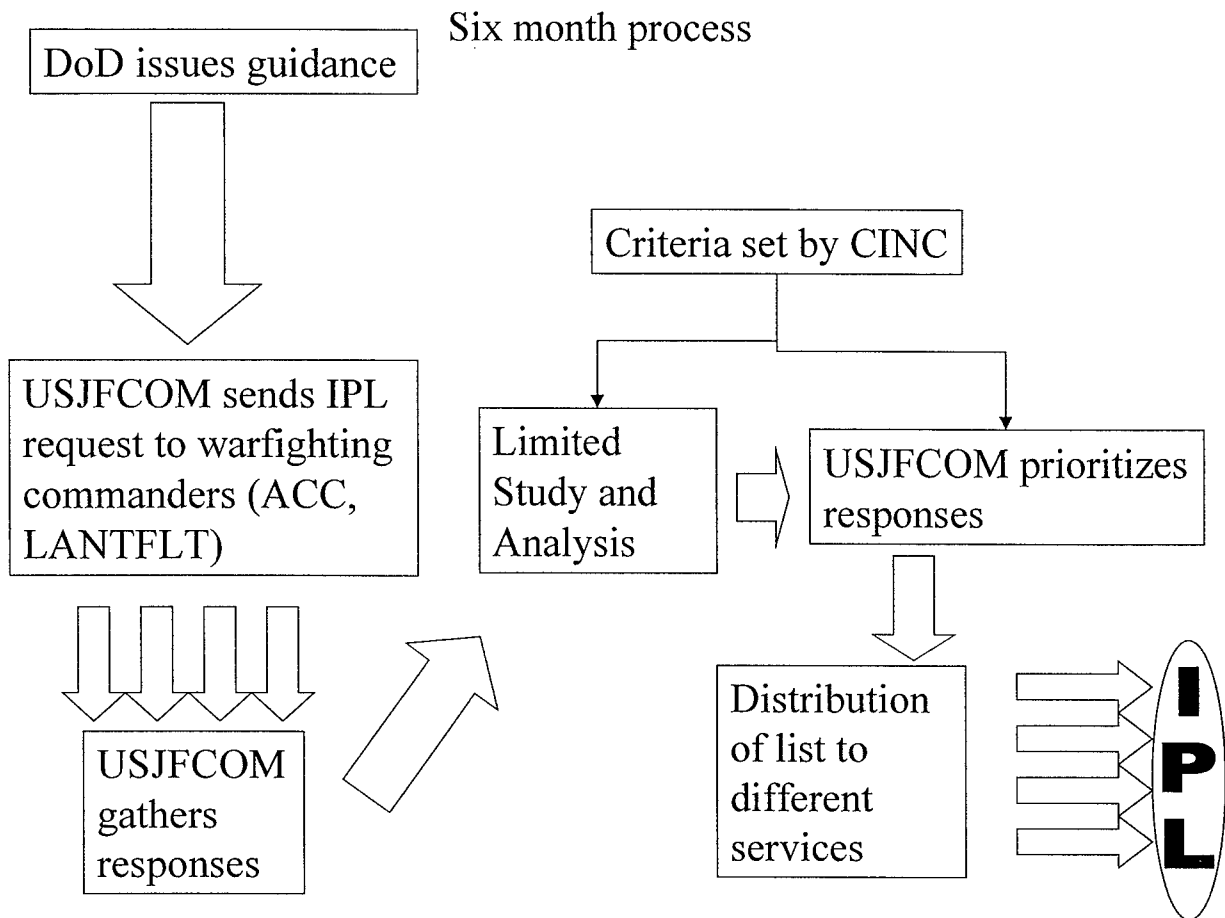 Six month process
DoD issues guidance
Criteria set by CINC
USJFCOM sends IPL
request to warfighting
commanders (ACC,
LANTFLT)
Limited
Study and
Analysis
USJFCOM prioritizes
responses
USJFCOM
gathers
responses
Distribution
of list to
different
services
I
P
L